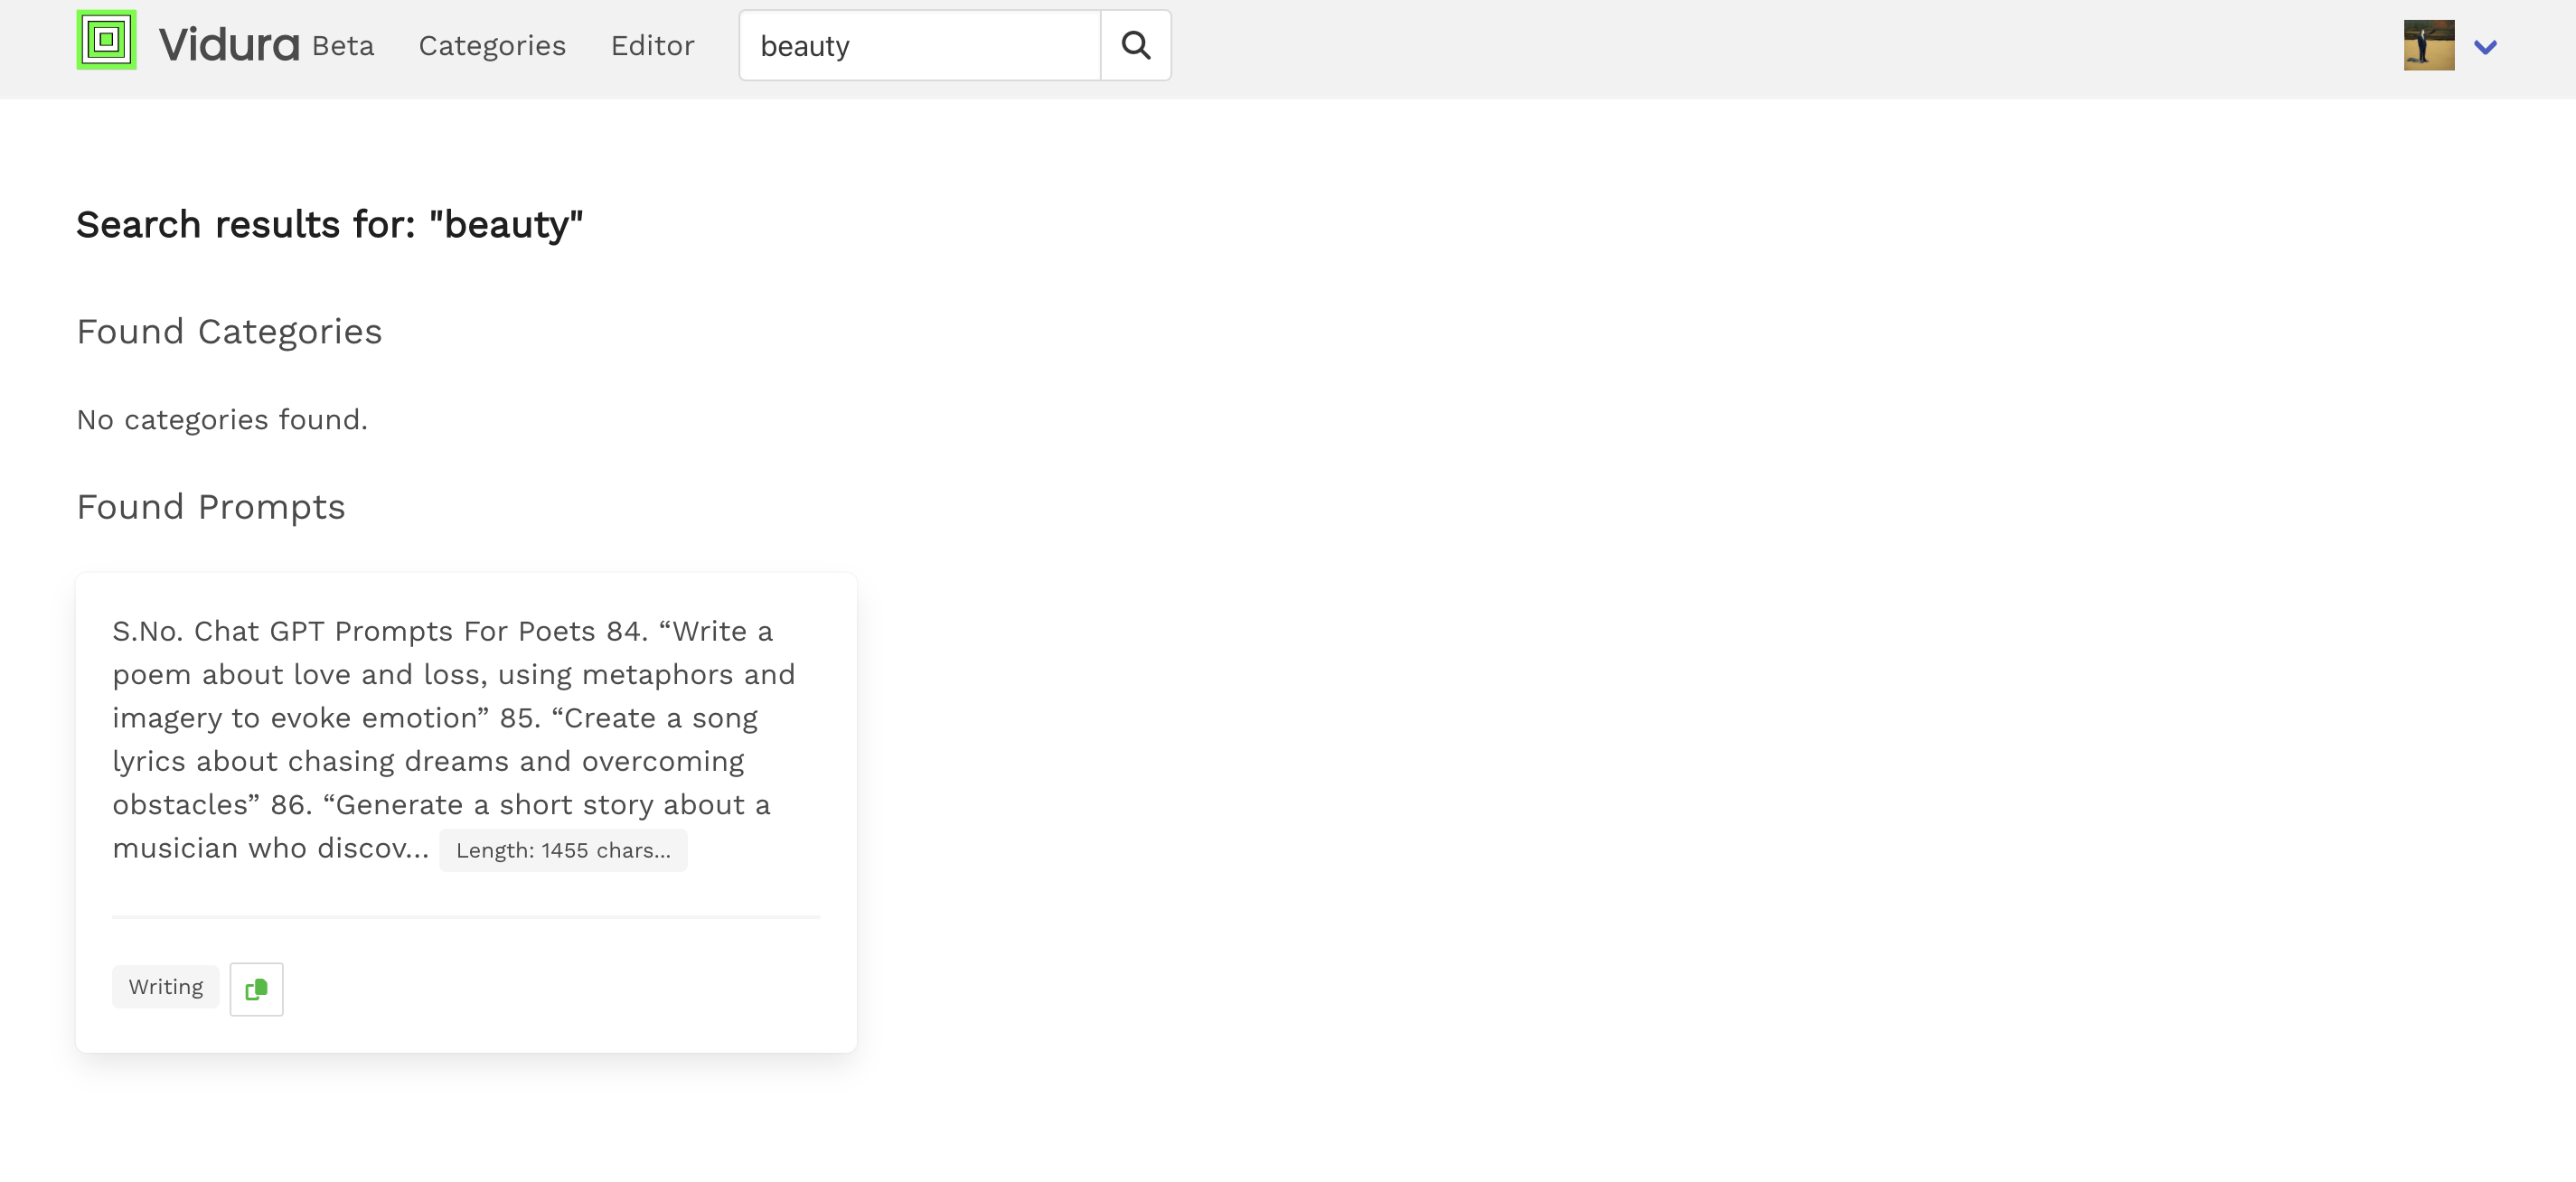 Vidura Beta Categories Editor beauty
Search results for: "beauty"
Found Categories
No categories found.
Found Prompts
S.No. Chat GPT Prompts For Poets 84. “Write a
poem about love and loss, using metaphors and
imagery to evoke emotion” 85. “Create a song
lyrics about chasing dreams and overcoming
obstacles” 86. “Generate a short story about a
musician who discov... Length: 1455 chars...
Writing